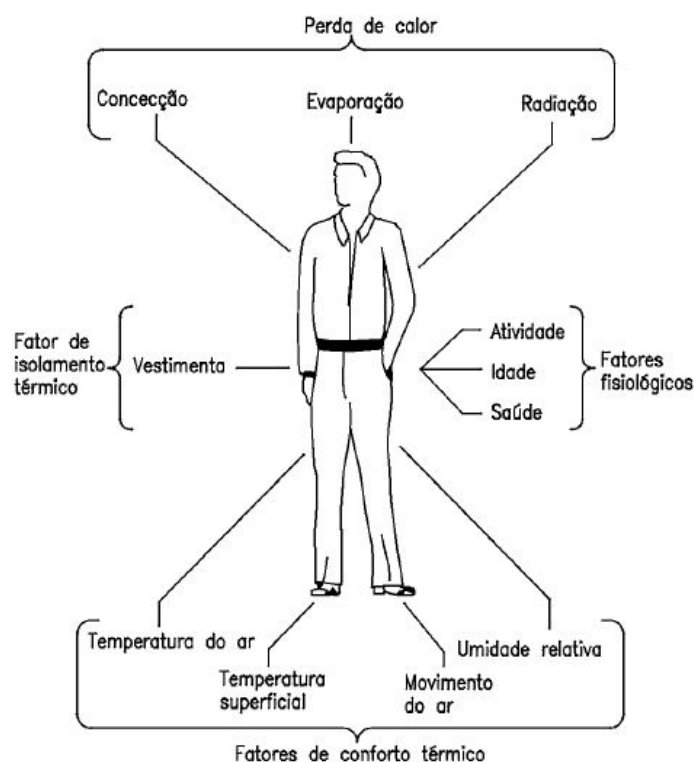 Perda de calor
Concecção
Evaporação
Radiação
Fator de
isolamento
térmico
Vestimenta
Atividade
Idade
Saúde
Fatores
fisiológicos
Temperatura do ar
Temperatura
superficial
Movimento
do ar
Umidade relativa
Fatores de conforto térmico